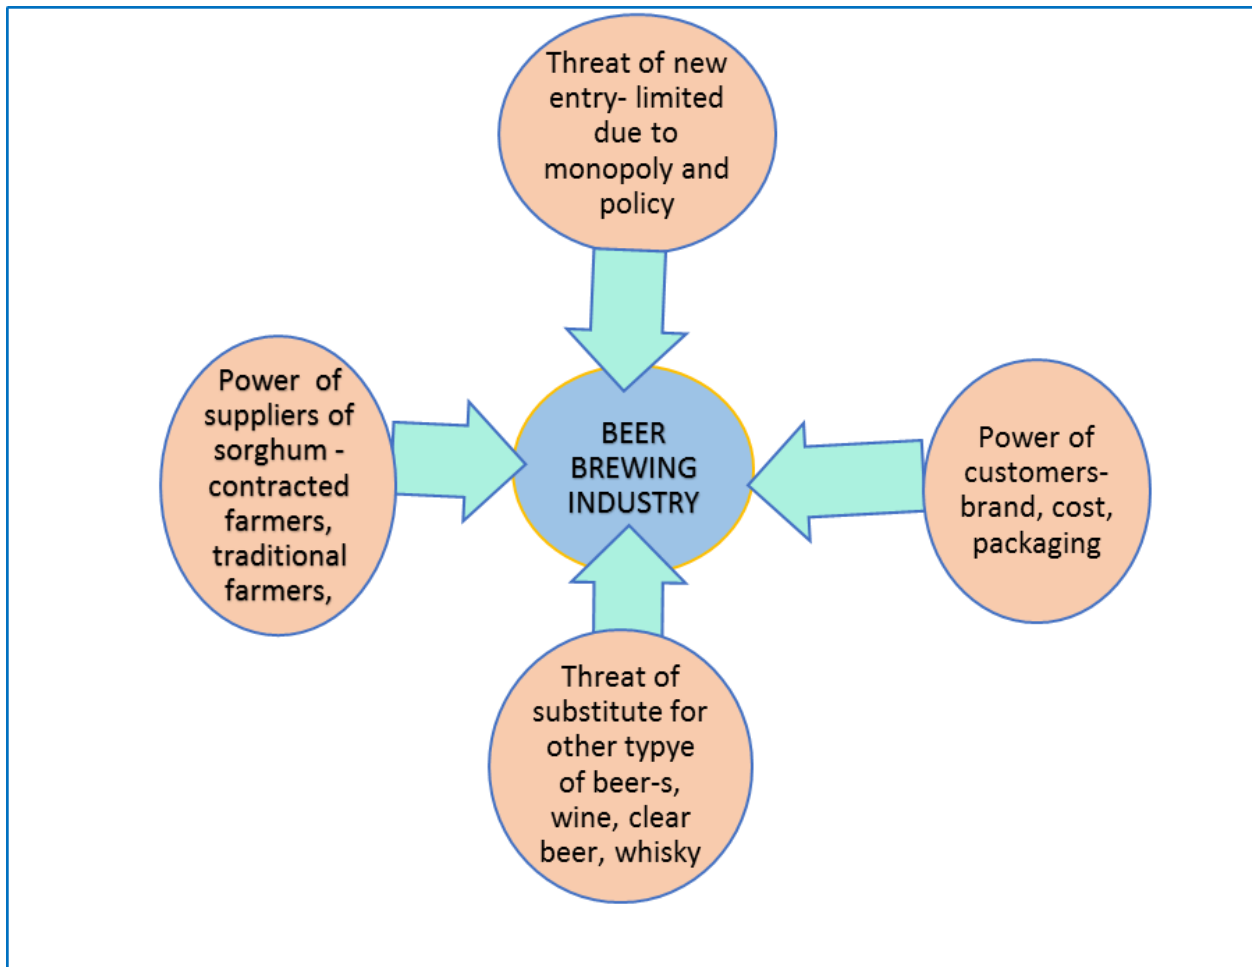 Threat of new
entry- limited
due to
monopoly and
policy
Power  of
suppliers of
sorghum -
contracted
farmers,
traditional
farmers,
BEER
BREWING
INDUSTRY
Power of
customers-
brand, cost,
packaging
Threat of
substitute for
other typye
of beer-s,
wine, clear
beer, whisky